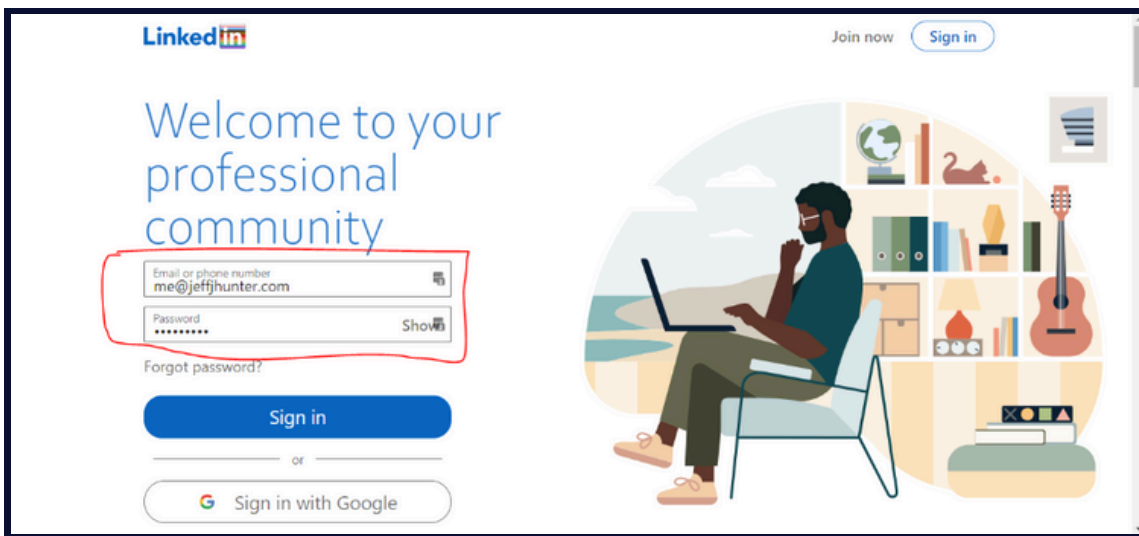 Linked in
Join now
Sign in
Welcome to your
professional
community
Email or phone number
me@jeffjhunter.com
Password
•••••••••
Show
Forgot password?
Sign in
or
G Sign in with Google